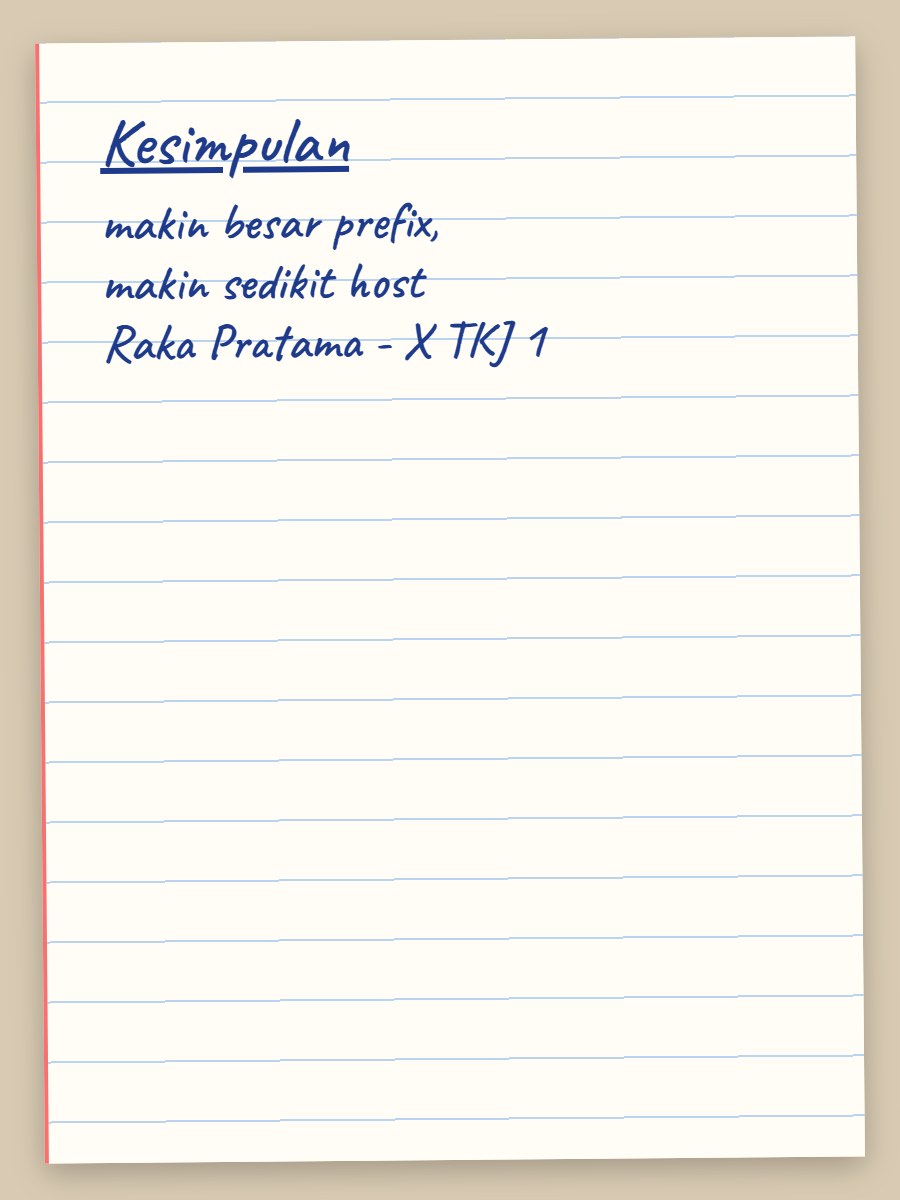 Kesimpulan
makin besar prefix,
makin sedikit host
Raka Pratama - X TKJ 1